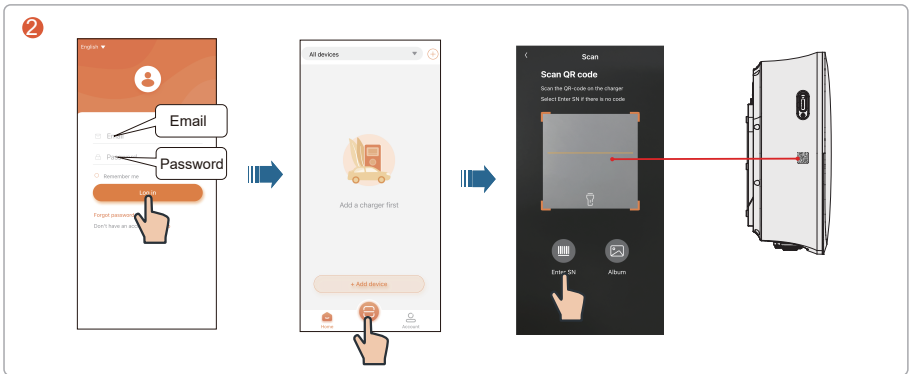 2
English
Email
Password
Remember me
Log in
Forgot password
Don't have an acc
All devices
Add a charger first
+ Add device
Home
Account
Scan
Scan QR code
Scan the QR-code on the charger
Select Enter SN if there is no code
Enter SN
Album